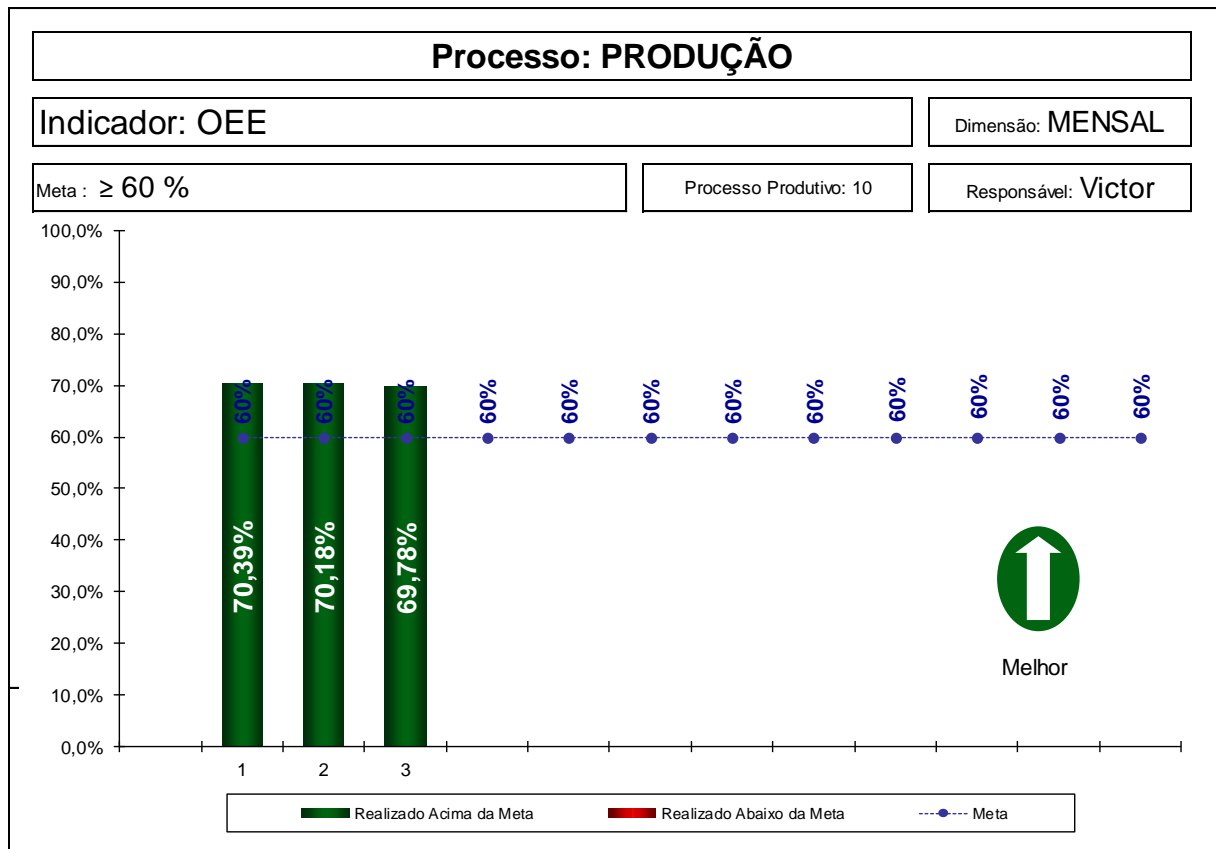 Processo: PRODUÇÃO
Indicador: OEE
Dimensão: MENSAL
Meta : ≥ 60 %
Processo Produtivo: 10
Responsável: Victor
100,0%
90,0%
80,0%
70,0%
60,0%
50,0%
40,0%
30,0%
20,0%
10,0%
0,0%
60%
60%
60%
60%
60%
60%
60%
60%
60%
60%
60%
60%
70,39%
70,18%
69,78%
Melhor
1
2
3
Realizado Acima da Meta
Realizado Abaixo da Meta
Meta